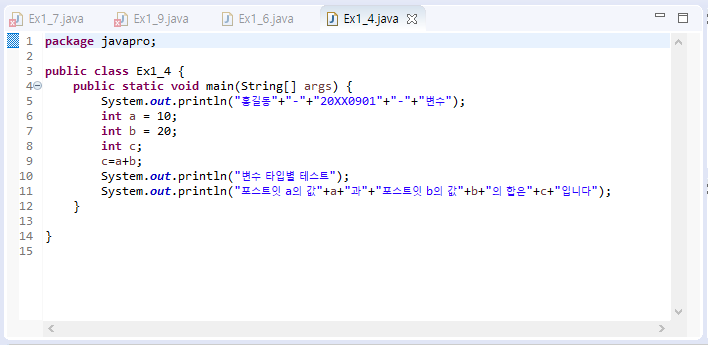 Ex1_7.java Ex1_9.java Ex1_6.java Ex1_4.java
1 package javapro;
2
3 public class Ex1_4 {
4 public static void main(String[] args) {
5 System.out.println("홍길동"+"-"+"20XX0901"+"-"+"변수");
6 int a = 10;
7 int b = 20;
8 int c;
9 c=a+b;
10 System.out.println("변수 타입별 테스트");
11 System.out.println("포스트잇 a의 값"+a+"과"+"포스트잇 b의 값"+b+"의 합은"+c+"입니다");
12 }
13
14 }
15